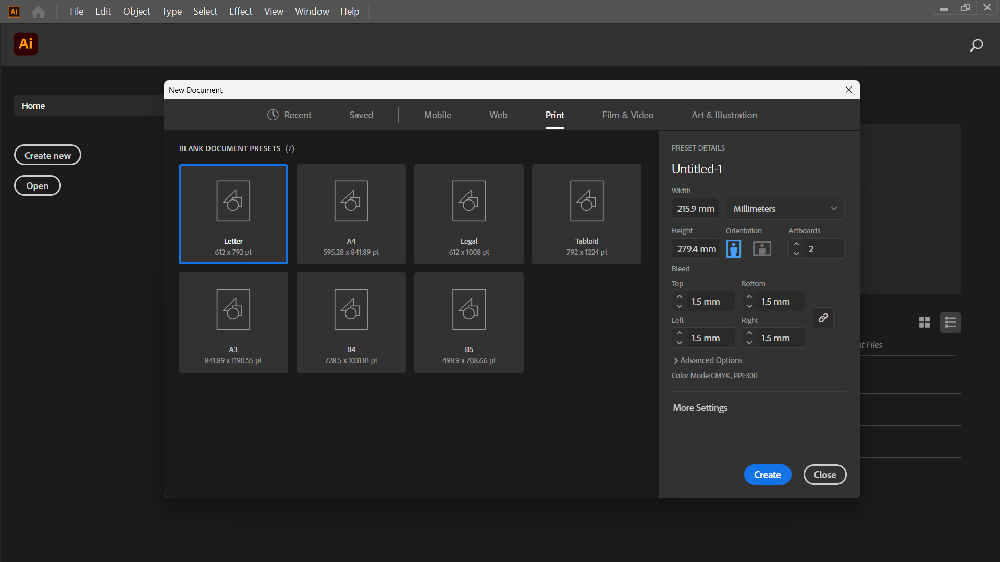 Ai File Edit Object Type Select Effect View Window Help
Ai
New Document
Home
Recent Saved Mobile Web Print Film & Video Art & Illustration
BLANK DOCUMENT PRESETS (7)
Create new
Open
Letter
612 x 792 pt
A4
595.28 x 841.89 pt
Legal
612 x 1008 pt
Tabloid
792 x 1224 pt
A3
841.89 x 1190.55 pt
B4
728.5 x 1031.81 pt
B5
498.9 x 708.66 pt
PRESET DETAILS
Untitled-1
Width
215.9 mm Millimeters
Height Orientation Artboards
279.4 mm 2
Bleed
Top Bottom
1.5 mm 1.5 mm
Left Right
1.5 mm 1.5 mm
Advanced Options
Color Mode:CMYK, PPI:300
More Settings
Create Close
Files